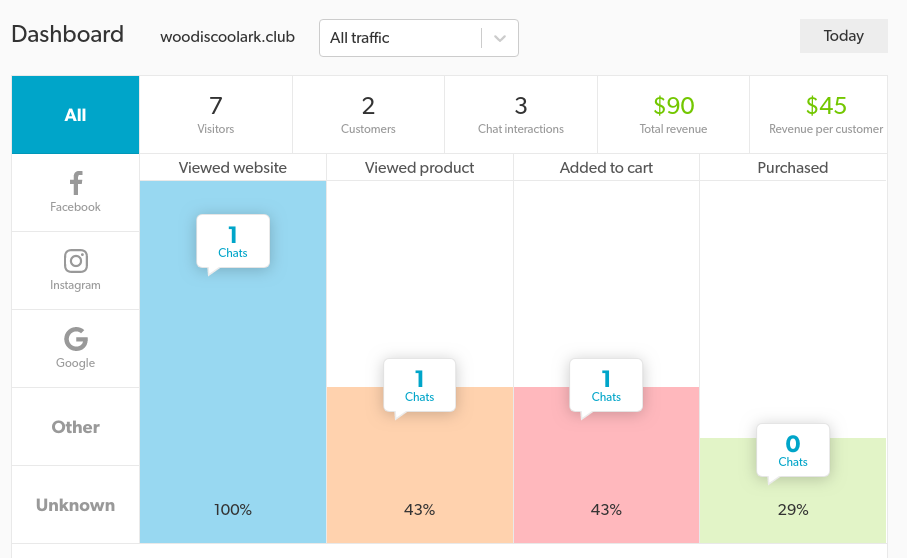 Dashboard
woodiscoolark.club
All traffic
Today
All
7
Visitors
2
Customers
3
Chat interactions
$90
Total revenue
$45
Revenue per customer
Facebook
Instagram
Google
Other
Unknown
Viewed website
Viewed product
Added to cart
Purchased
1
Chats
1
Chats
1
Chats
0
Chats
100%
43%
43%
29%